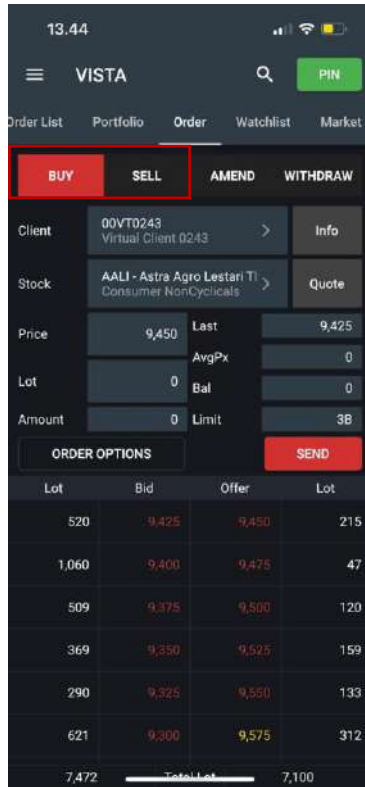 13.44
VISTA PIN
Order List Portfolio Order Watchlist Market
BUY SELL AMEND WITHDRAW
Client 00VT0243 Info
Virtual Client 0243
Stock AALI - Astra Agro Lestari T Quote
Consumer NonCyclicals
Price 9,450 Last 9,425
AvgPx 0
Lot 0 Bal 0
Amount 0 Limit 3B
ORDER OPTIONS SEND
Lot Bid Offer Lot
520 9,425 9,450 215
1,060 9,400 9,475 47
509 9,375 9,500 120
369 9,350 9,525 159
290 9,325 9,550 133
621 9,300 9,575 312
7,472 Total Lot 7,100